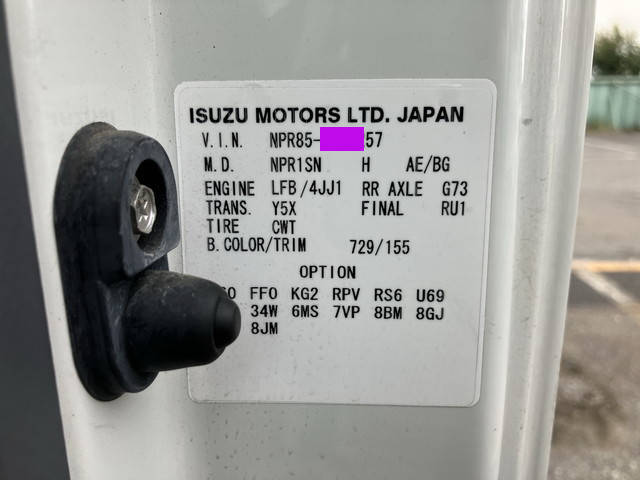 ISUZU MOTORS LTD. JAPAN
V.I.N. NPR85- 57
M.D. NPR1SN H AE/BG
ENGINE LFB/4JJ1 RR AXLE G73
TRANS. Y5X FINAL RU1
TIRE CWT
B.COLOR/TRIM 729/155
OPTION
FF0 KG2 RPV RS6 U69
34W 6MS 7VP 8BM 8GJ
8JM